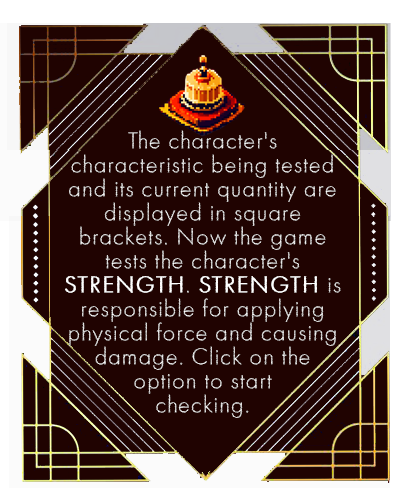 The character's
characteristic being tested
and its current quantity are
displayed in square
brackets. Now the game
tests the character's
STRENGTH. STRENGTH is
responsible for applying
physical force and causing
damage. Click on the
option to start
checking.